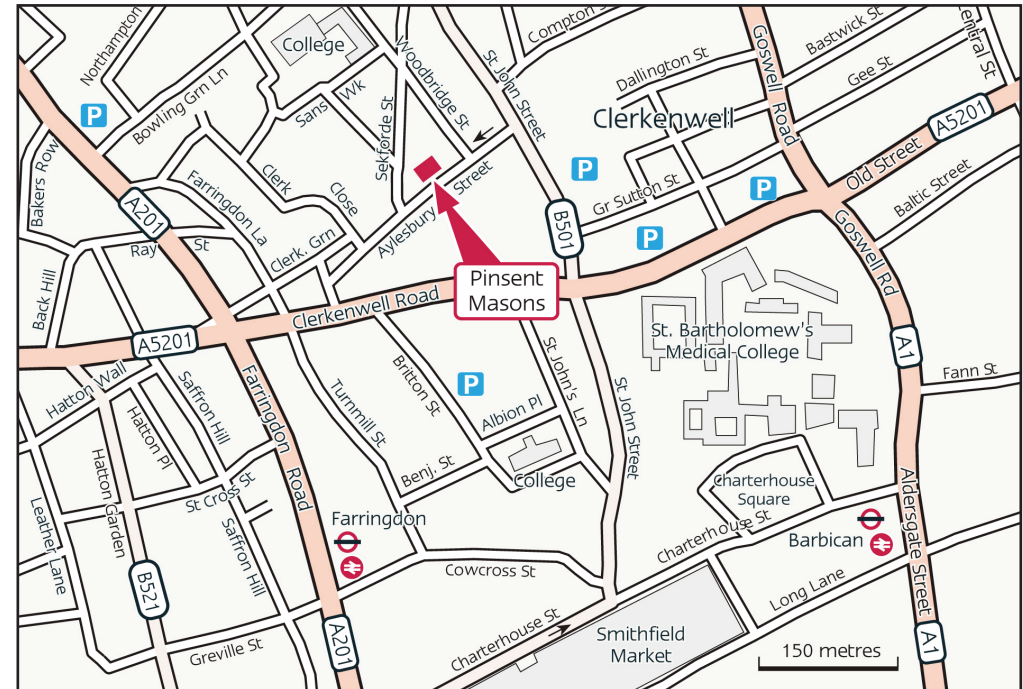 Northampton
College
Woodbridge St
St John Street
Compton S
Goswell Road
Bastwick St
Central St
Gee St
Dallington St
Clerkenwell
P
Bowling Grn Ln
Sans Wk
Sekforde St
Bakers Row
A201
Farringdon La
Clerk Close
Aylesbury Street
P
Gr Sutton St
P
P
Old Street
A5201
Baltic Street
B501
Ray St
Clerk. Grn
Goswell Rd
Back Hill
Pinsent
Masons
Clerkenwell Road
A5201
St. Bartholomew's
Medical College
A1
Fann St
Hatton Wall
Saffron Hill
Farringdon Road
Turnmill St
Britton St
P
St John's Ln
St John Street
Albion Pl
Hatton Pl
Hatton Garden
Leather Lane
St Cross St
Saffron Hill
Benj. St
College
Charterhouse
Square
Aldersgate Street
Farringdon
Charterhouse St
Barbican
Cowcross St
Long Lane
B521
Greville St
A201
Charterhouse St
Smithfield
Market
150 metres
A1